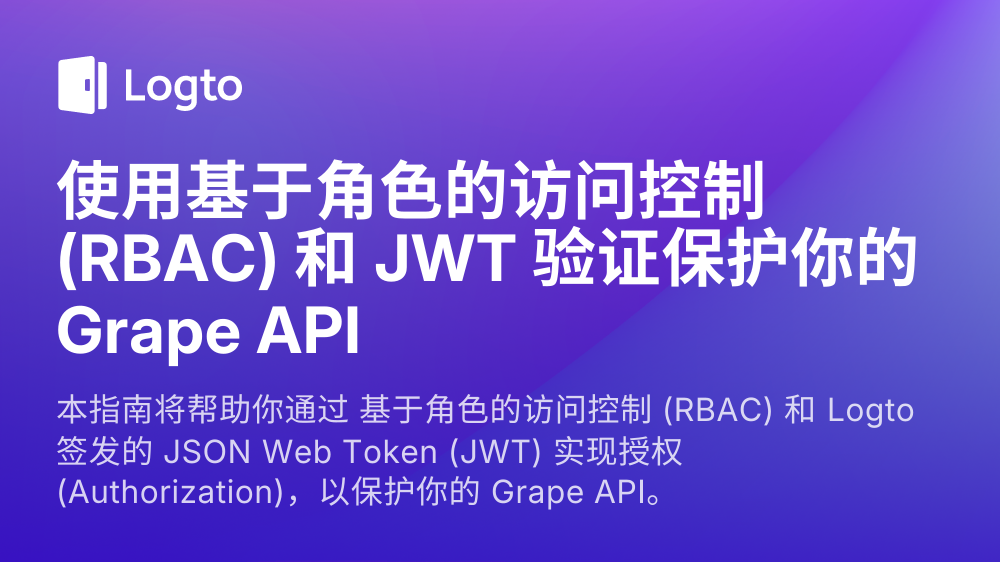 Logto
使用基于角色的访问控制
(RBAC) 和 JWT 验证保护你的
Grape API
本指南将帮助你通过 基于角色的访问控制 (RBAC) 和 Logto
签发的 JSON Web Token (JWT) 实现授权
(Authorization)，以保护你的 Grape API。